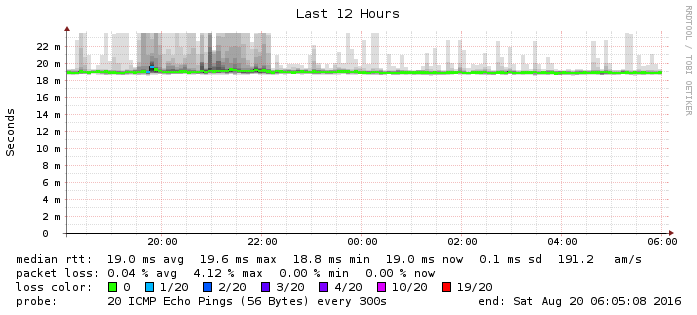 Last 12 Hours
RRDTOOL / TOBI OETIKER
Seconds
22 m
20 m
18 m
16 m
14 m
12 m
10 m
8 m
6 m
4 m
2 m
0
20:00 22:00 00:00 02:00 04:00 06:00
median rtt: 19.0 ms avg 19.6 ms max 18.8 ms min 19.0 ms now 0.1 ms sd 191.2 am/s
packet loss: 0.04 % avg 4.12 % max 0.00 % min 0.00 % now
loss color: 0 1/20 2/20 3/20 4/20 10/20 19/20
probe: 20 ICMP Echo Pings (56 Bytes) every 300s end: Sat Aug 20 06:05:08 2016